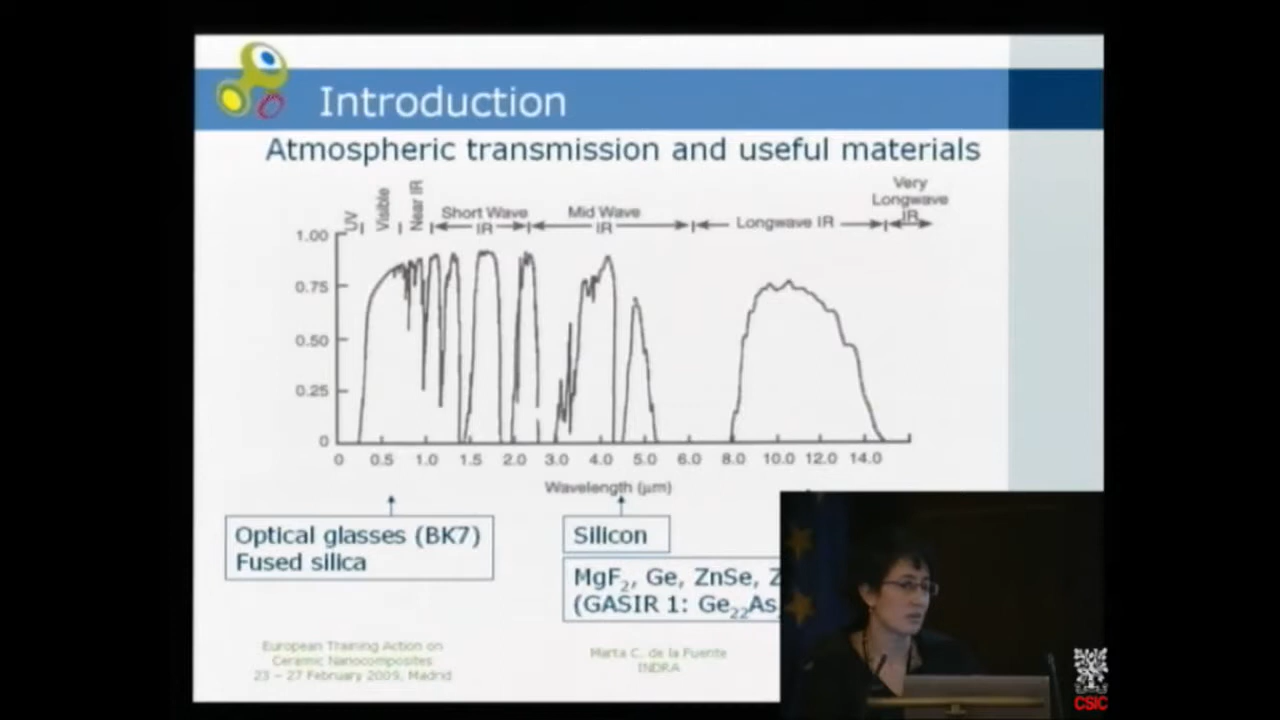 Introduction
Atmospheric transmission and useful materials
UV
Visible
Near IR
Short Wave
IR
Mid Wave
IR
Longwave IR
Very
Longwave
IR
1.00
0.75
0.50
0.25
0
0 0.5 1.0 1.5 2.0 3.0 4.0 5.0 6.0 8.0 10.0 12.0 14.0
Wavelength (μm)
Optical glasses (BK7)
Fused silica
Silicon
MgF₂, Ge, ZnSe, Z
(GASIR 1: Ge₂₂As
European Training Action on
Ceramic Nanocomposites
23 – 27 February 2009, Madrid
Marta C. de la Fuente
INDRA
CSIC